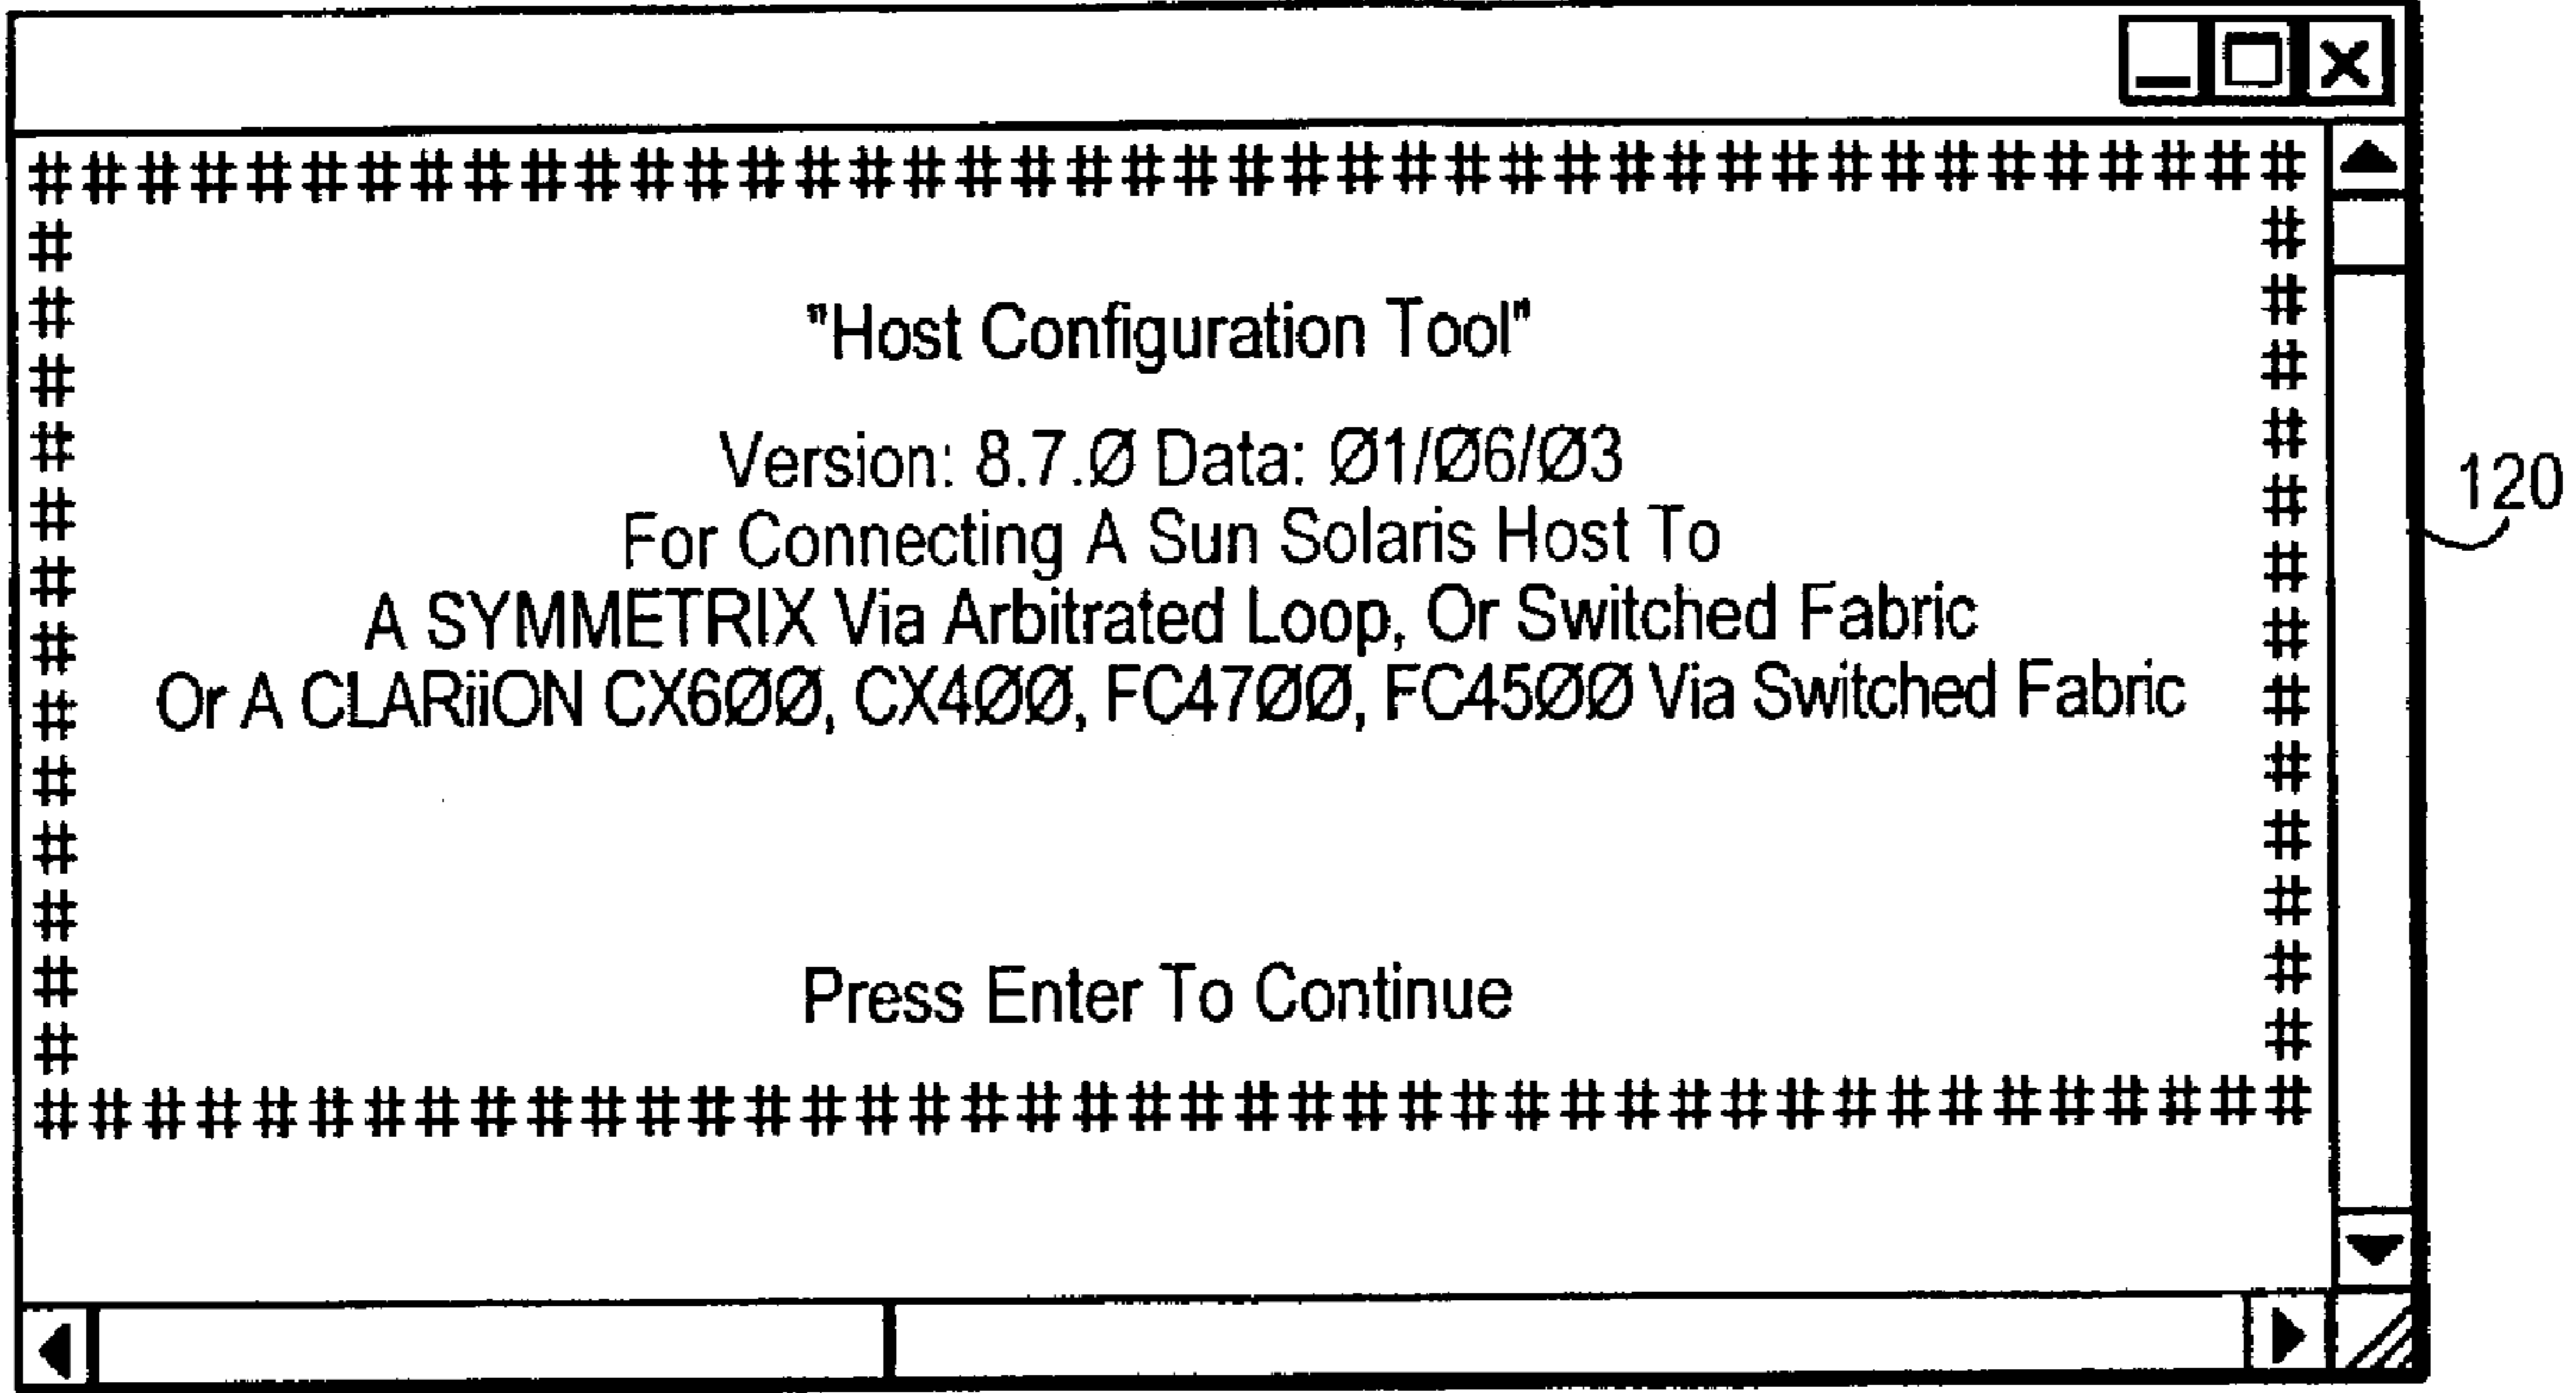 # # # # # # # # # # # # # # # # # # # # # # # # # # # # # # # # # # # # # # # # # #
# #
# "Host Configuration Tool" #
# #
# Version: 8.7.Ø Data: Ø1/Ø6/Ø3 #
# For Connecting A Sun Solaris Host To #
# A SYMMETRIX Via Arbitrated Loop, Or Switched Fabric #
# Or A CLARiiON CX6ØØ, CX4ØØ, FC47ØØ, FC45ØØ Via Switched Fabric #
# #
# #
# #
# Press Enter To Continue #
# #
# # # # # # # # # # # # # # # # # # # # # # # # # # # # # # # # # # # # # # # # # #
120